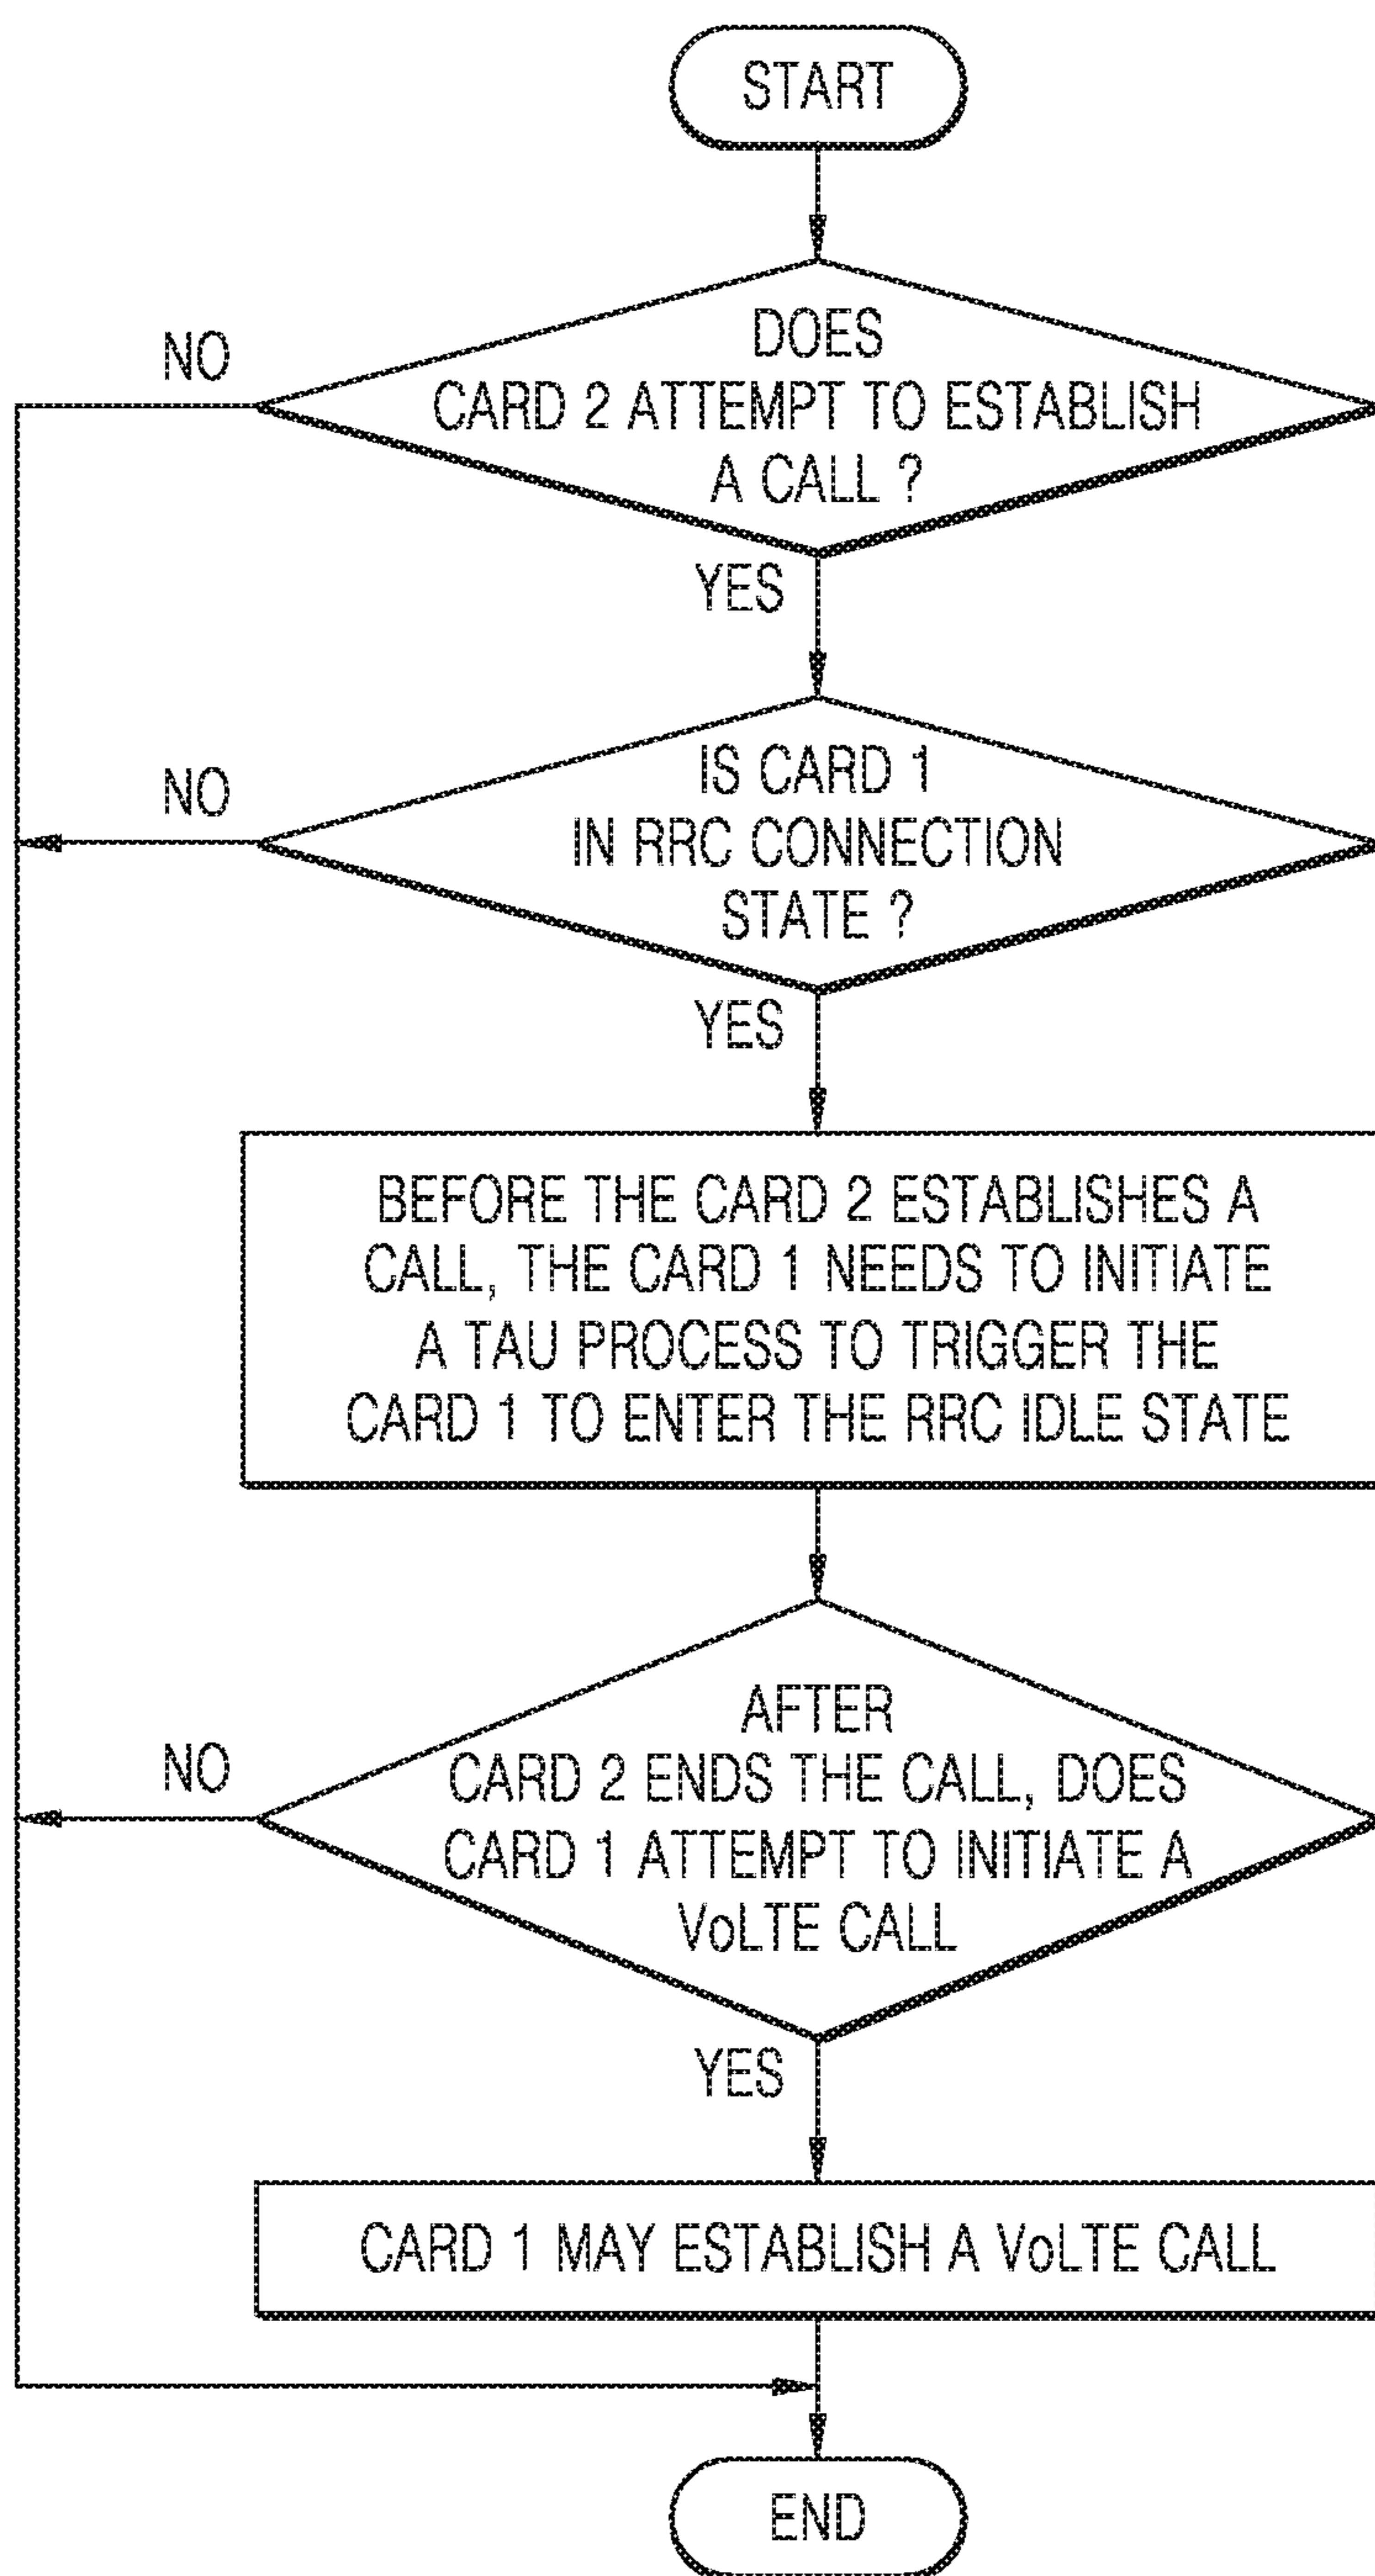 START
DOES
NO
CARD 2 ATTEMPT TO ESTABLISH
A CALL ?
YES
IS CARD 1
NO
IN RRC CONNECTION
STATE ?
YES
BEFORE THE CARD 2 ESTABLISHES A
CALL, THE CARD 1 NEEDS TO INITIATE
A TAU PROCESS TO TRIGGER THE
CARD 1 TO ENTER THE RRC IDLE STATE
AFTER
NO
CARD 2 ENDS THE CALL, DOES
CARD 1 ATTEMPT TO INITIATE A
VoLTE CALL
YES
CARD 1 MAY ESTABLISH A VoLTE CALL
END